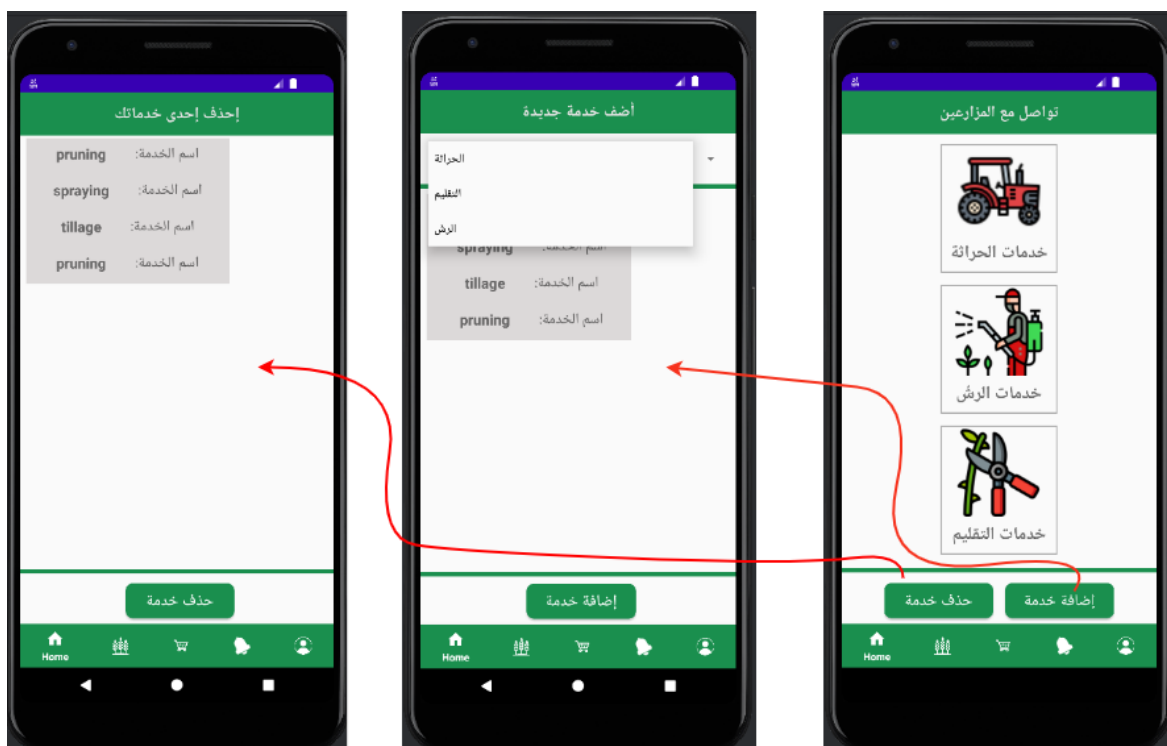 إحذف إحدى خدماتك
اسم الخدمة: pruning
اسم الخدمة: spraying
اسم الخدمة: tillage
اسم الخدمة: pruning
حذف خدمة
Home
أضف خدمة جديدة
الحراثة
التقليم
الرش
اسم الخدمة: spraying
اسم الخدمة: tillage
اسم الخدمة: pruning
إضافة خدمة
Home
تواصل مع المزارعين
خدمات الحراثة
خدمات الرشّ
خدمات التقليم
إضافة خدمة
حذف خدمة
Home